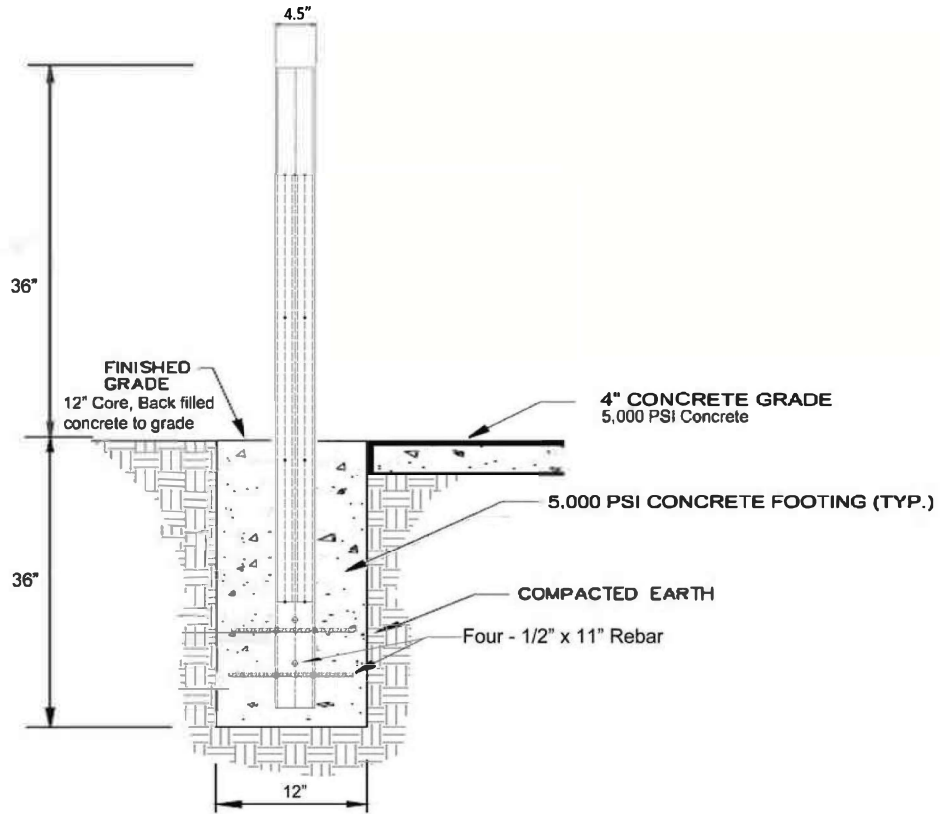 4.5"
36"
FINISHED
GRADE
12" Core, Back filled
concrete to grade
4" CONCRETE GRADE
5,000 PSI Concrete
5,000 PSI CONCRETE FOOTING (TYP.)
36"
COMPACTED EARTH
Four - 1/2" x 11" Rebar
12"